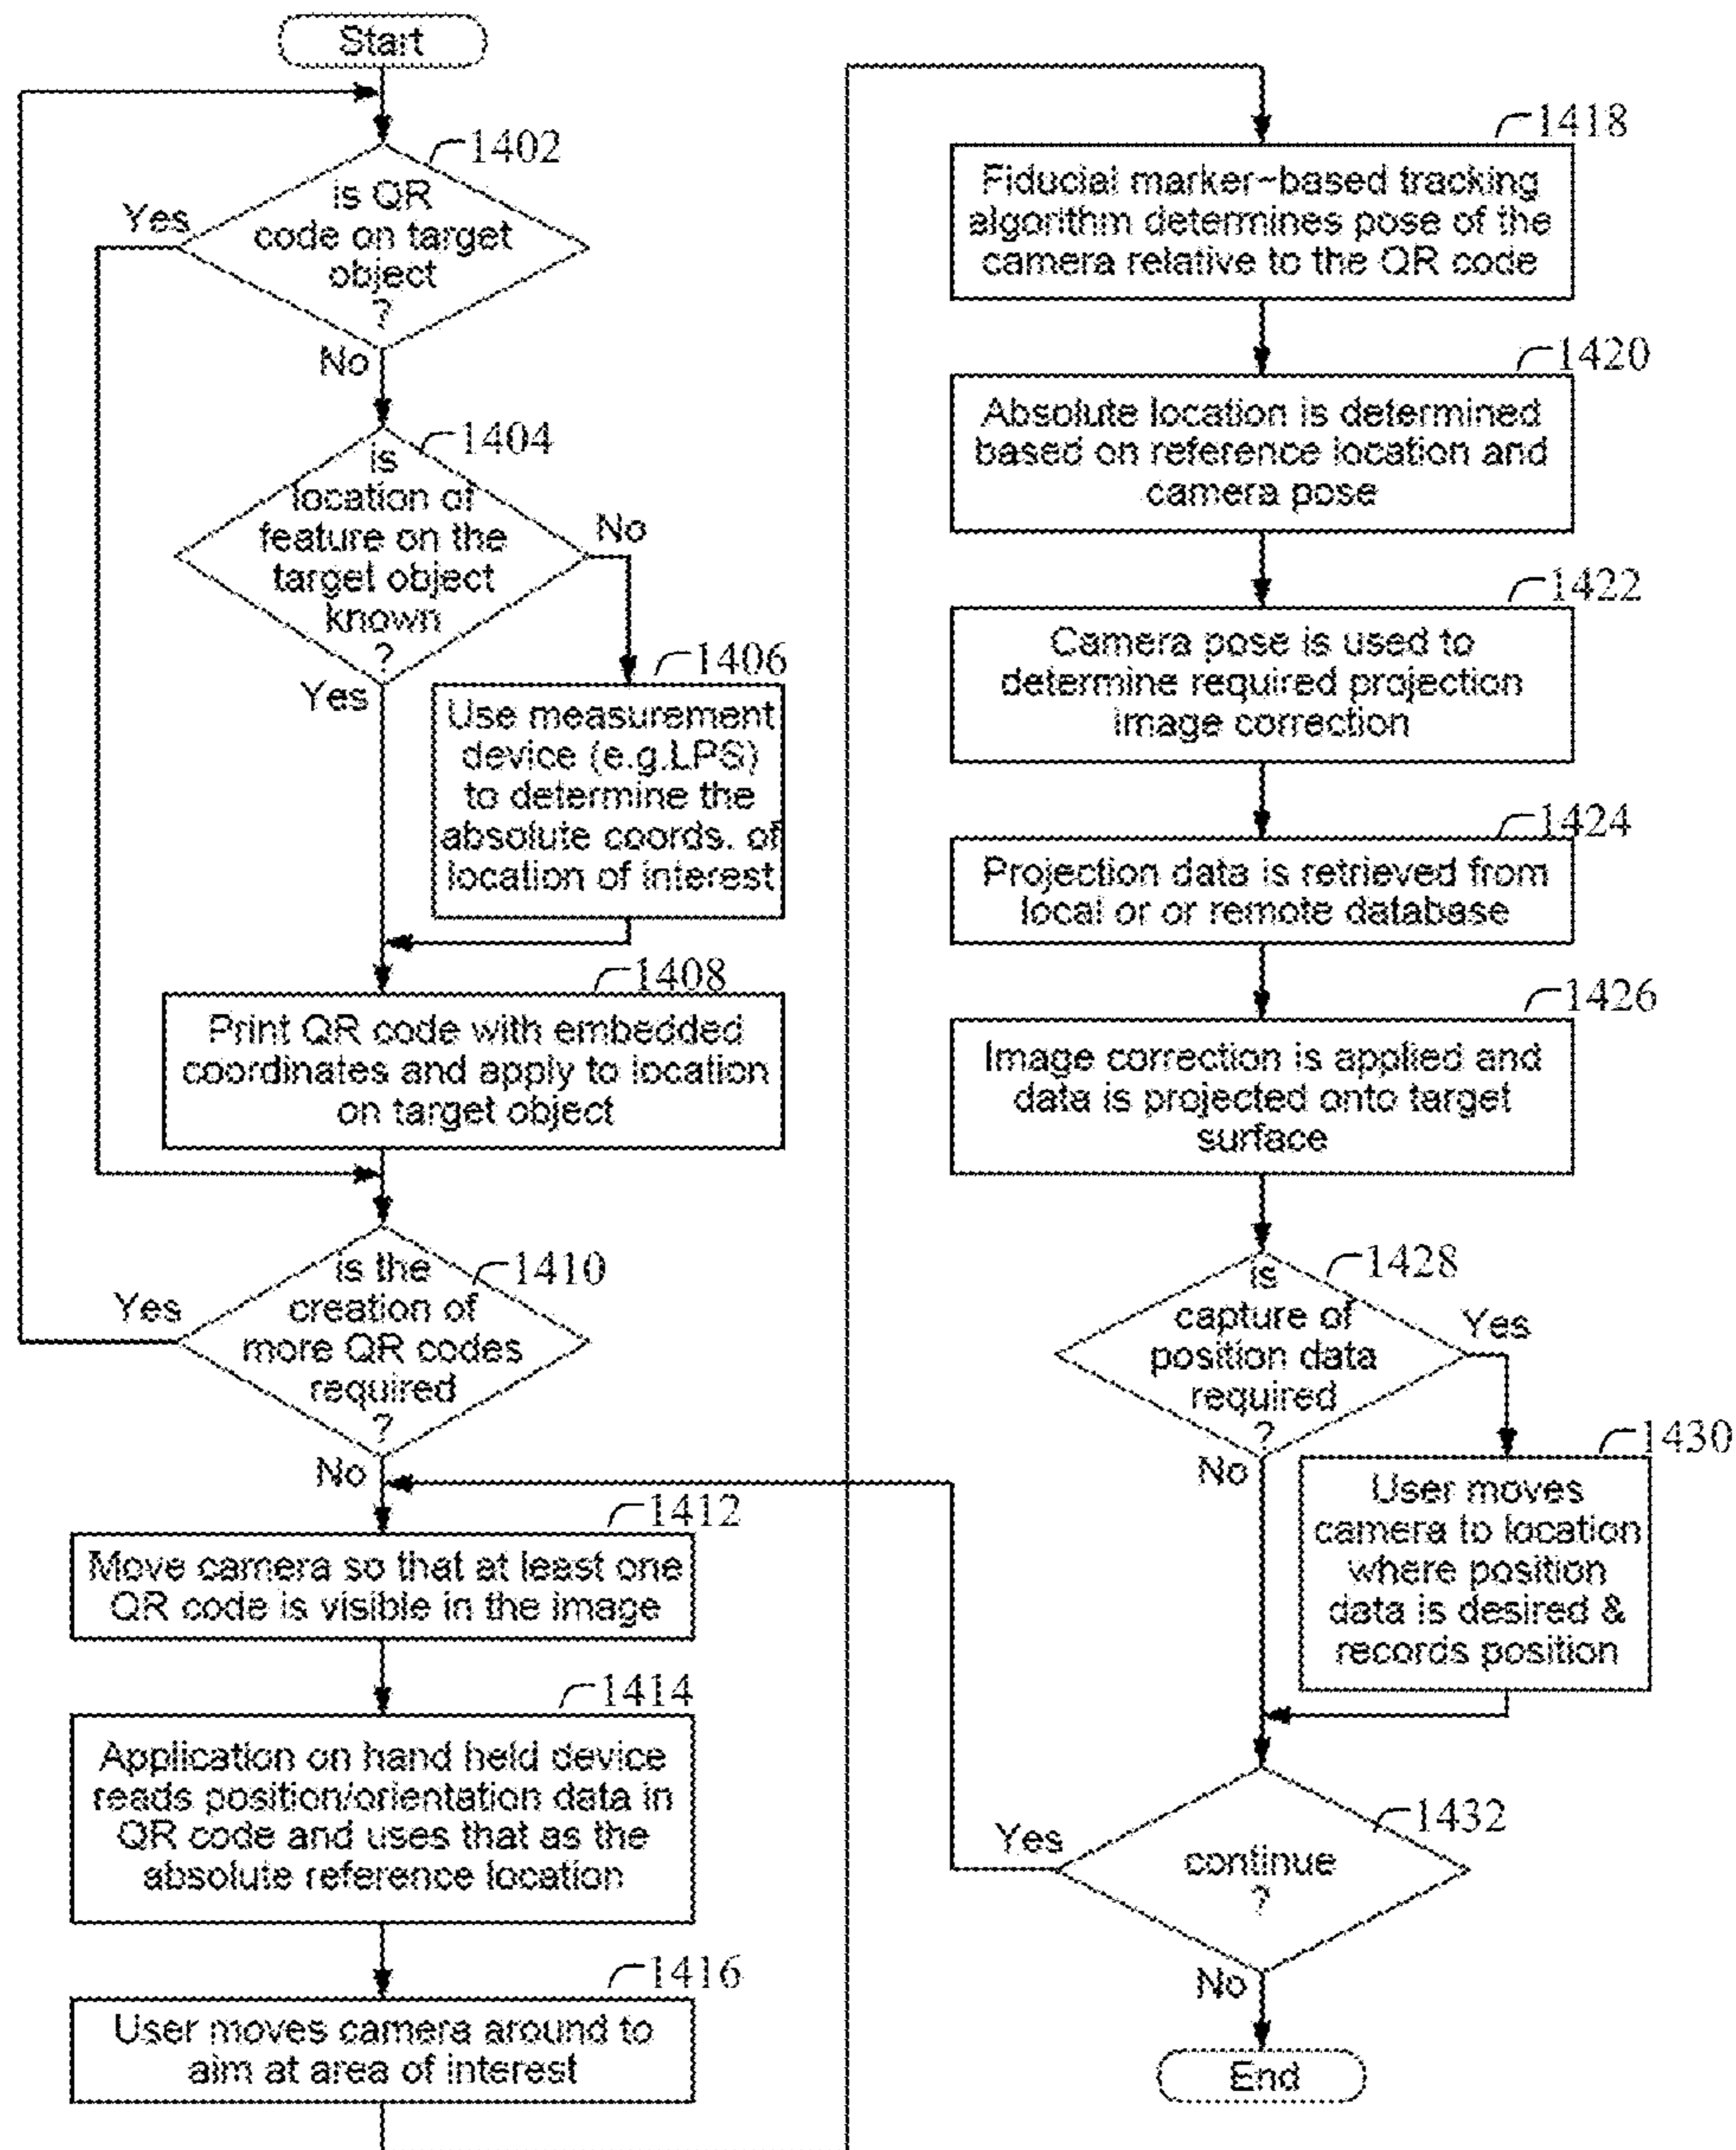 Start
1402
is QR
code on target
object
?
Yes
No
1404
is
location of
feature on the
target object
known
?
No
Yes
1406
Use measurement
device (e.g.LPS)
to determine the
absolute coords. of
location of interest
1408
Print QR code with embedded
coordinates and apply to location
on target object
1410
is the
creation of
more QR codes
required
?
Yes
No
1412
Move camera so that at least one
QR code is visible in the image
1414
Application on hand held device
reads position/orientation data in
QR code and uses that as the
absolute reference location
1416
User moves camera around to
aim at area of interest
1418
Fiducial marker-based tracking
algorithm determines pose of the
camera relative to the QR code
1420
Absolute location is determined
based on reference location and
camera pose
1422
Camera pose is used to
determine required projection
image correction
1424
Projection data is retrieved from
local or or remote database
1426
Image correction is applied and
data is projected onto target
surface
1428
is
capture of
position data
required
?
Yes
No
1430
User moves
camera to location
where position
data is desired &
records position
1432
continue
?
Yes
No
End